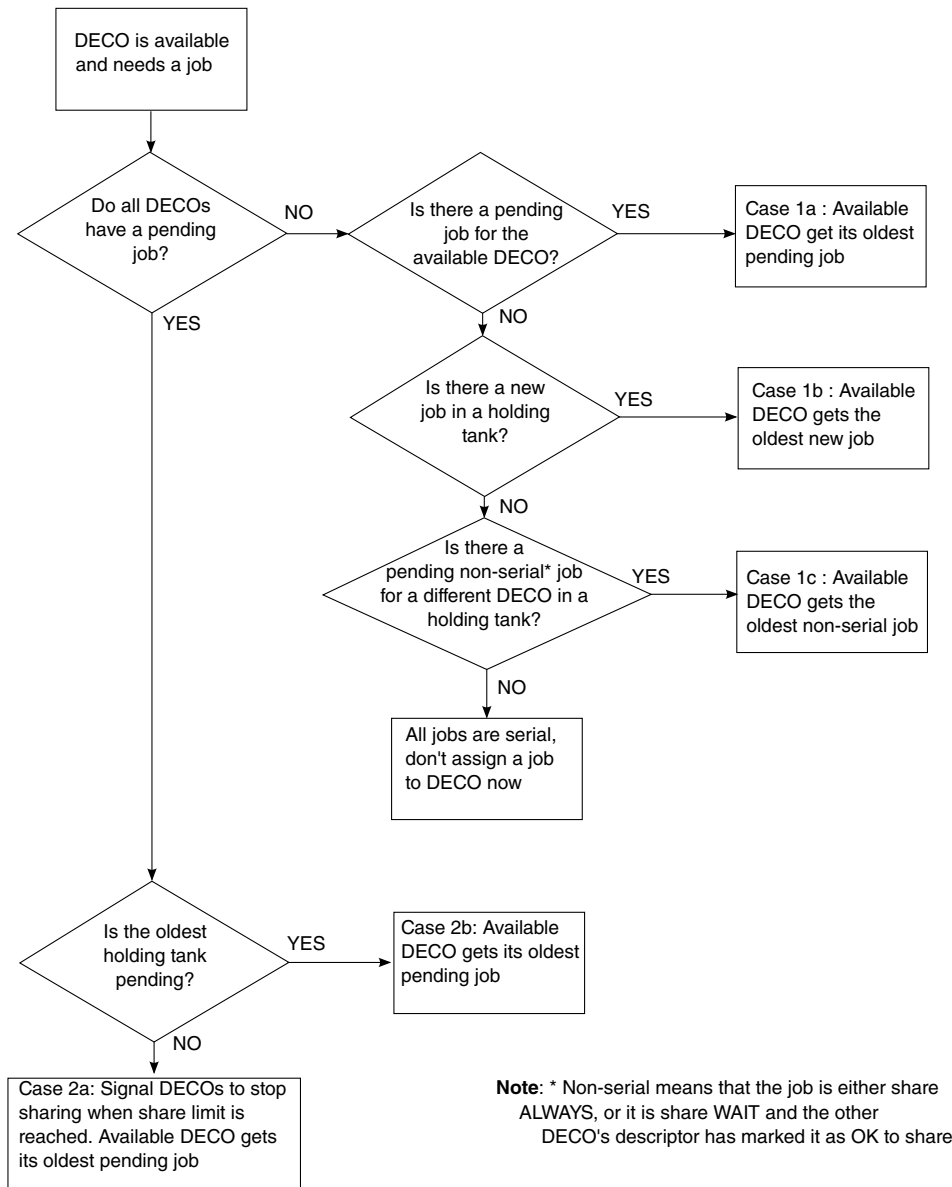 DECO is available
and needs a job
Do all DECOs
have a pending
job?
NO
Is there a pending
job for the
available DECO?
YES
Case 1a : Available
DECO get its oldest
pending job
YES
NO
Is there a new
job in a holding
tank?
YES
Case 1b : Available
DECO gets the
oldest new job
NO
Is there a
pending non-serial* job
for a different DECO in a
holding tank?
YES
Case 1c : Available
DECO gets the
oldest non-serial job
NO
All jobs are serial,
don't assign a job
to DECO now
Is the oldest
holding tank
pending?
YES
Case 2b: Available
DECO gets its oldest
pending job
NO
Case 2a: Signal DECOs to stop
sharing when share limit is
reached. Available DECO gets
its oldest pending job
Note: * Non-serial means that the job is either share
ALWAYS, or it is share WAIT and the other
DECO's descriptor has marked it as OK to share